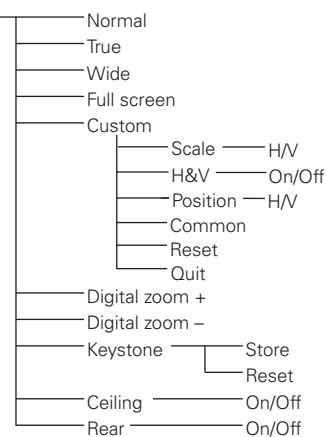 Normal
True
Wide
Full screen
Custom
Scale H/V
H&V On/Off
Position H/V
Common
Reset
Quit
Digital zoom +
Digital zoom –
Keystone Store
Reset
Ceiling On/Off
Rear On/Off